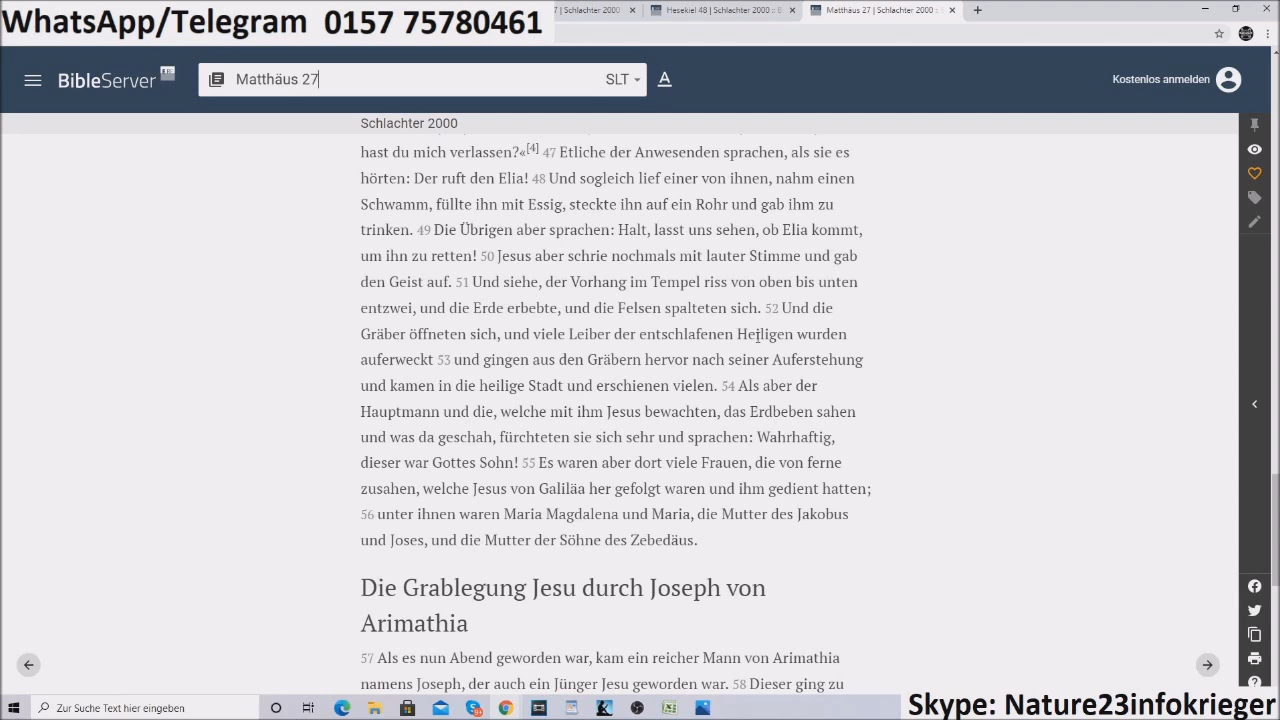 WhatsApp/Telegram 0157 75780461
7 | Schlachter 2000
Hesekiel 48 | Schlachter 2000 :: B
Matthäus 27 | Schlachter 2000 ::
BibleServer
Matthäus 27
SLT
A
Kostenlos anmelden
Schlachter 2000
hast du mich verlassen?«[4] 47 Etliche der Anwesenden sprachen, als sie es
hörten: Der ruft den Elia! 48 Und sogleich lief einer von ihnen, nahm einen
Schwamm, füllte ihn mit Essig, steckte ihn auf ein Rohr und gab ihm zu
trinken. 49 Die Übrigen aber sprachen: Halt, lasst uns sehen, ob Elia kommt,
um ihn zu retten! 50 Jesus aber schrie nochmals mit lauter Stimme und gab
den Geist auf. 51 Und siehe, der Vorhang im Tempel riss von oben bis unten
entzwei, und die Erde erbebte, und die Felsen spalteten sich. 52 Und die
Gräber öffneten sich, und viele Leiber der entschlafenen Heiligen wurden
auferweckt 53 und gingen aus den Gräbern hervor nach seiner Auferstehung
und kamen in die heilige Stadt und erschienen vielen. 54 Als aber der
Hauptmann und die, welche mit ihm Jesus bewachten, das Erdbeben sahen
und was da geschah, fürchteten sie sich sehr und sprachen: Wahrhaftig,
dieser war Gottes Sohn! 55 Es waren aber dort viele Frauen, die von ferne
zusahen, welche Jesus von Galiläa her gefolgt waren und ihm gedient hatten;
56 unter ihnen waren Maria Magdalena und Maria, die Mutter des Jakobus
und Joses, und die Mutter der Söhne des Zebedäus.
Die Grablegung Jesu durch Joseph von
Arimathia
57 Als es nun Abend geworden war, kam ein reicher Mann von Arimathia
namens Joseph, der auch ein Jünger Jesu geworden war. 58 Dieser ging zu
Zur Suche Text hier eingeben
Skype: Nature23infokrieger